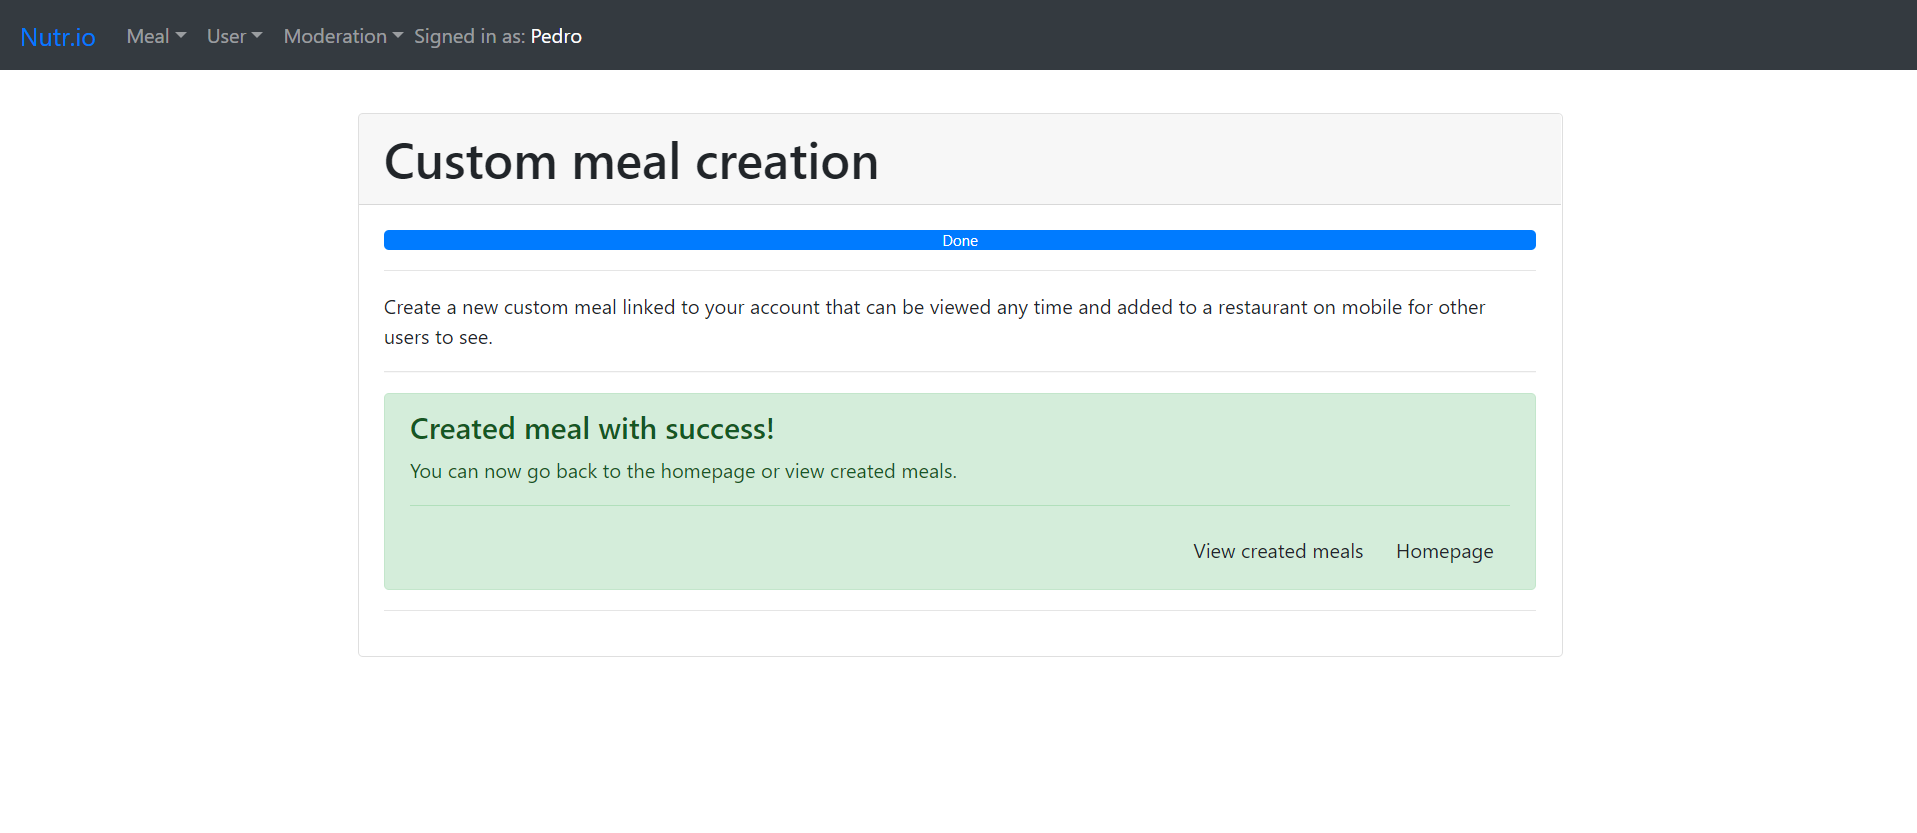 Nutr.io Meal User Moderation Signed in as: Pedro
Custom meal creation
Done
Create a new custom meal linked to your account that can be viewed any time and added to a restaurant on mobile for other
users to see.
Created meal with success!
You can now go back to the homepage or view created meals.
View created meals Homepage